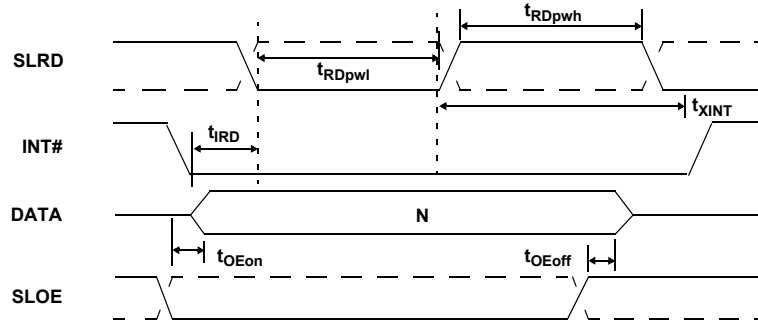 tRDpwh
SLRD
tRDpwl
tXINT
tIRD
INT#
DATA
N
tOEon
tOEoff
SLOE